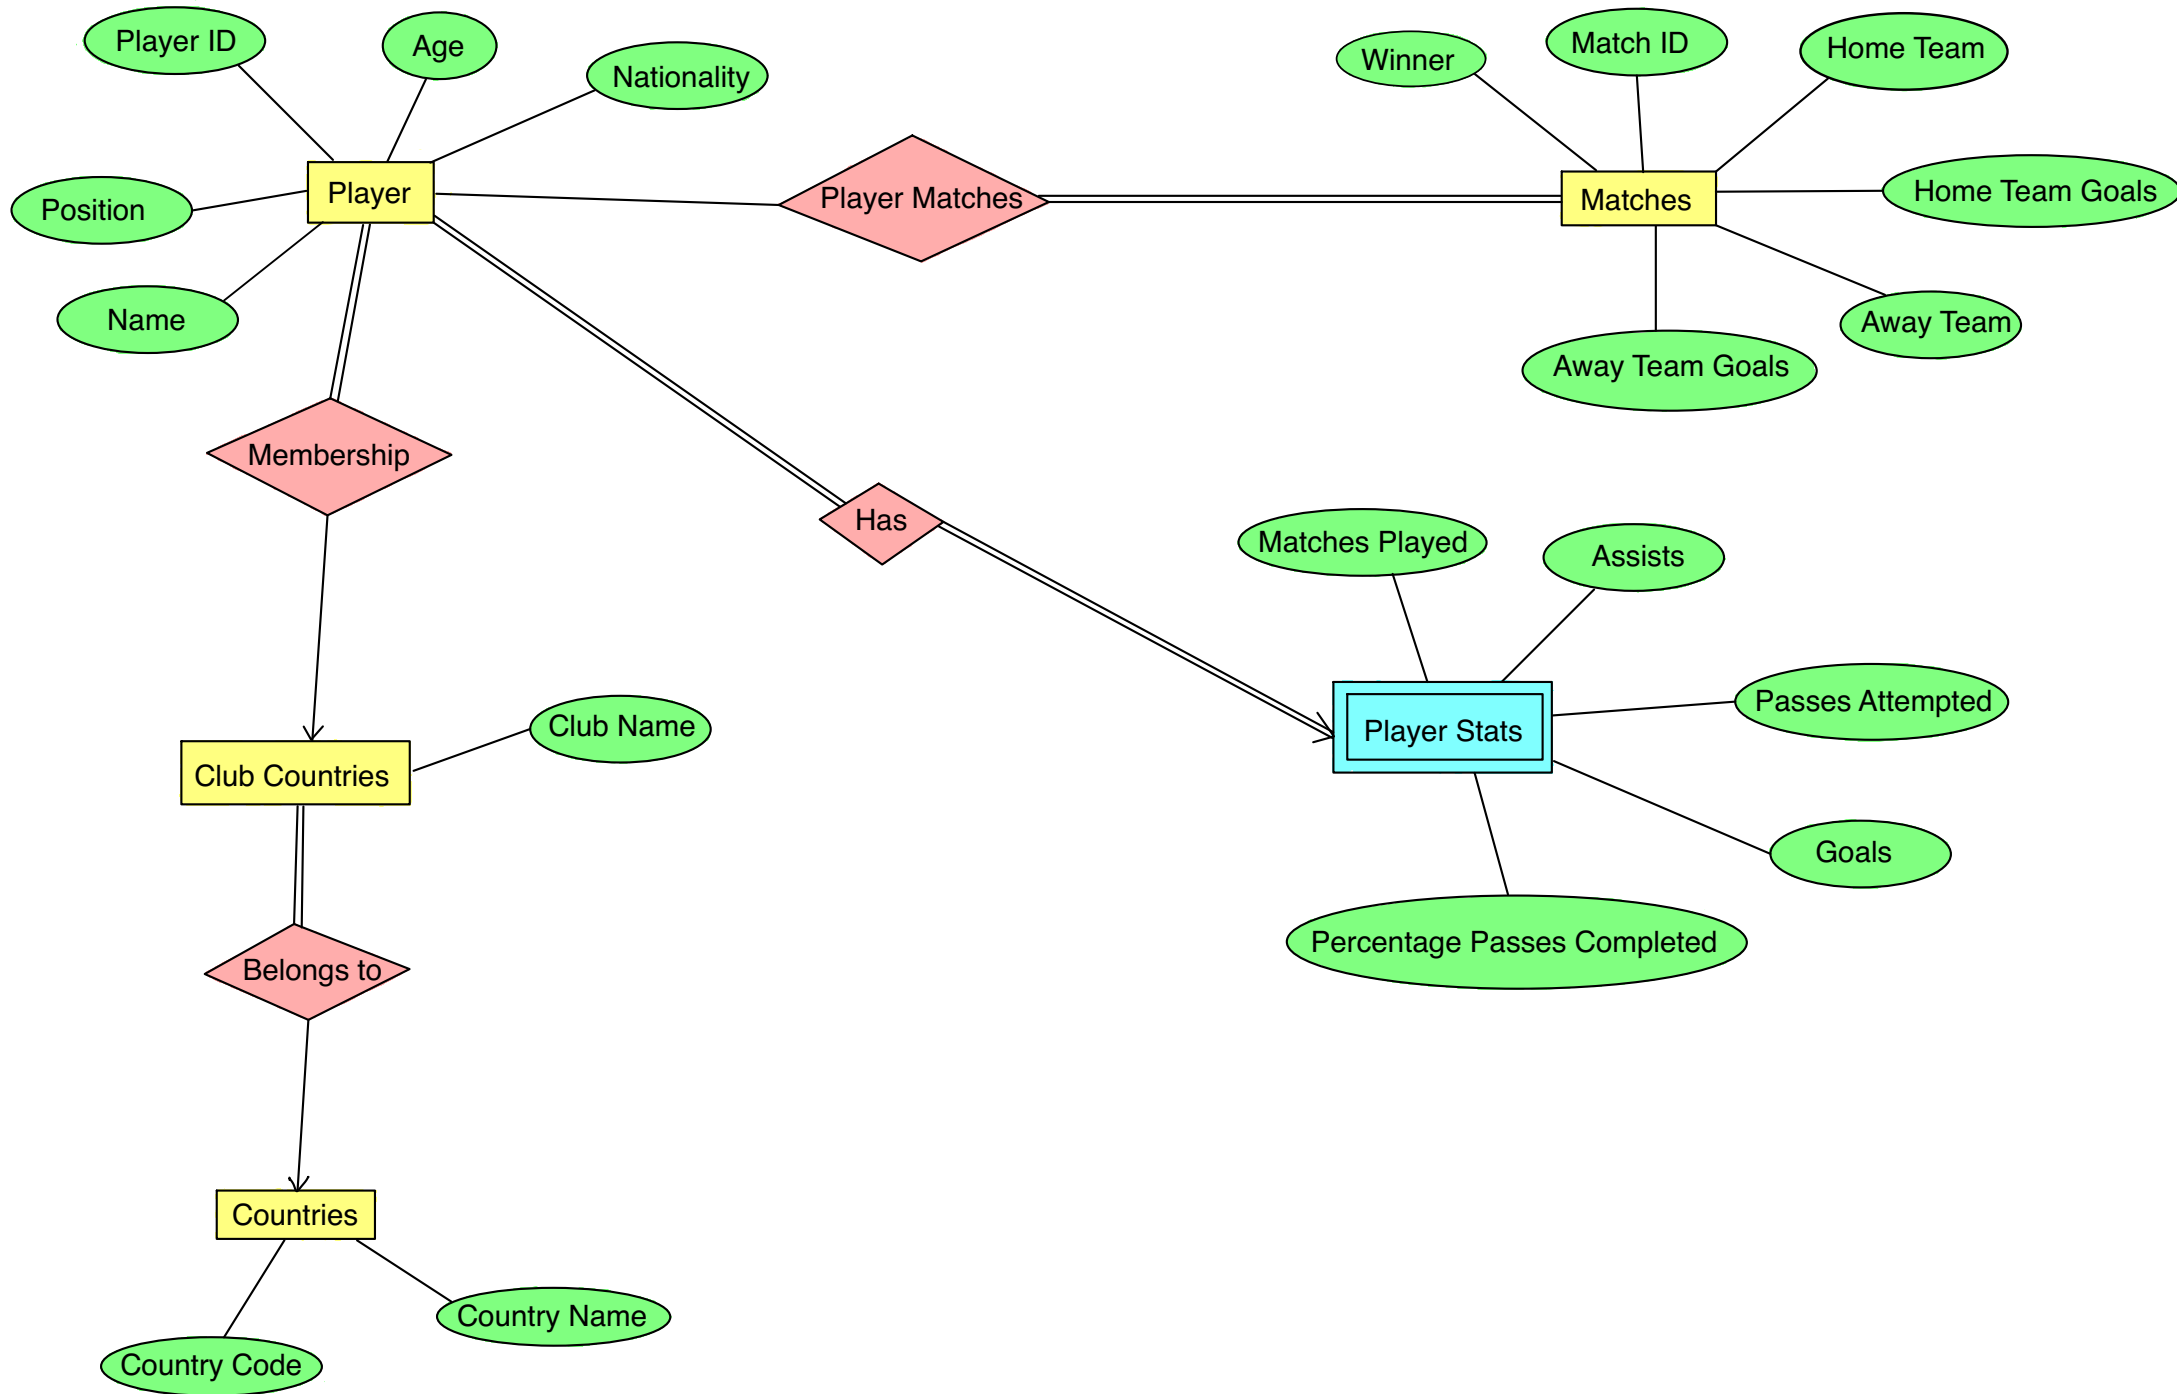 Player ID
Age
Nationality
Winner
Match ID
Home Team
Position
Player
Player Matches
Matches
Home Team Goals
Name
Away Team Goals
Away Team
Membership
Has
Matches Played
Assists
Club Countries
Club Name
Player Stats
Passes Attempted
Goals
Percentage Passes Completed
Belongs to
Countries
Country Name
Country Code